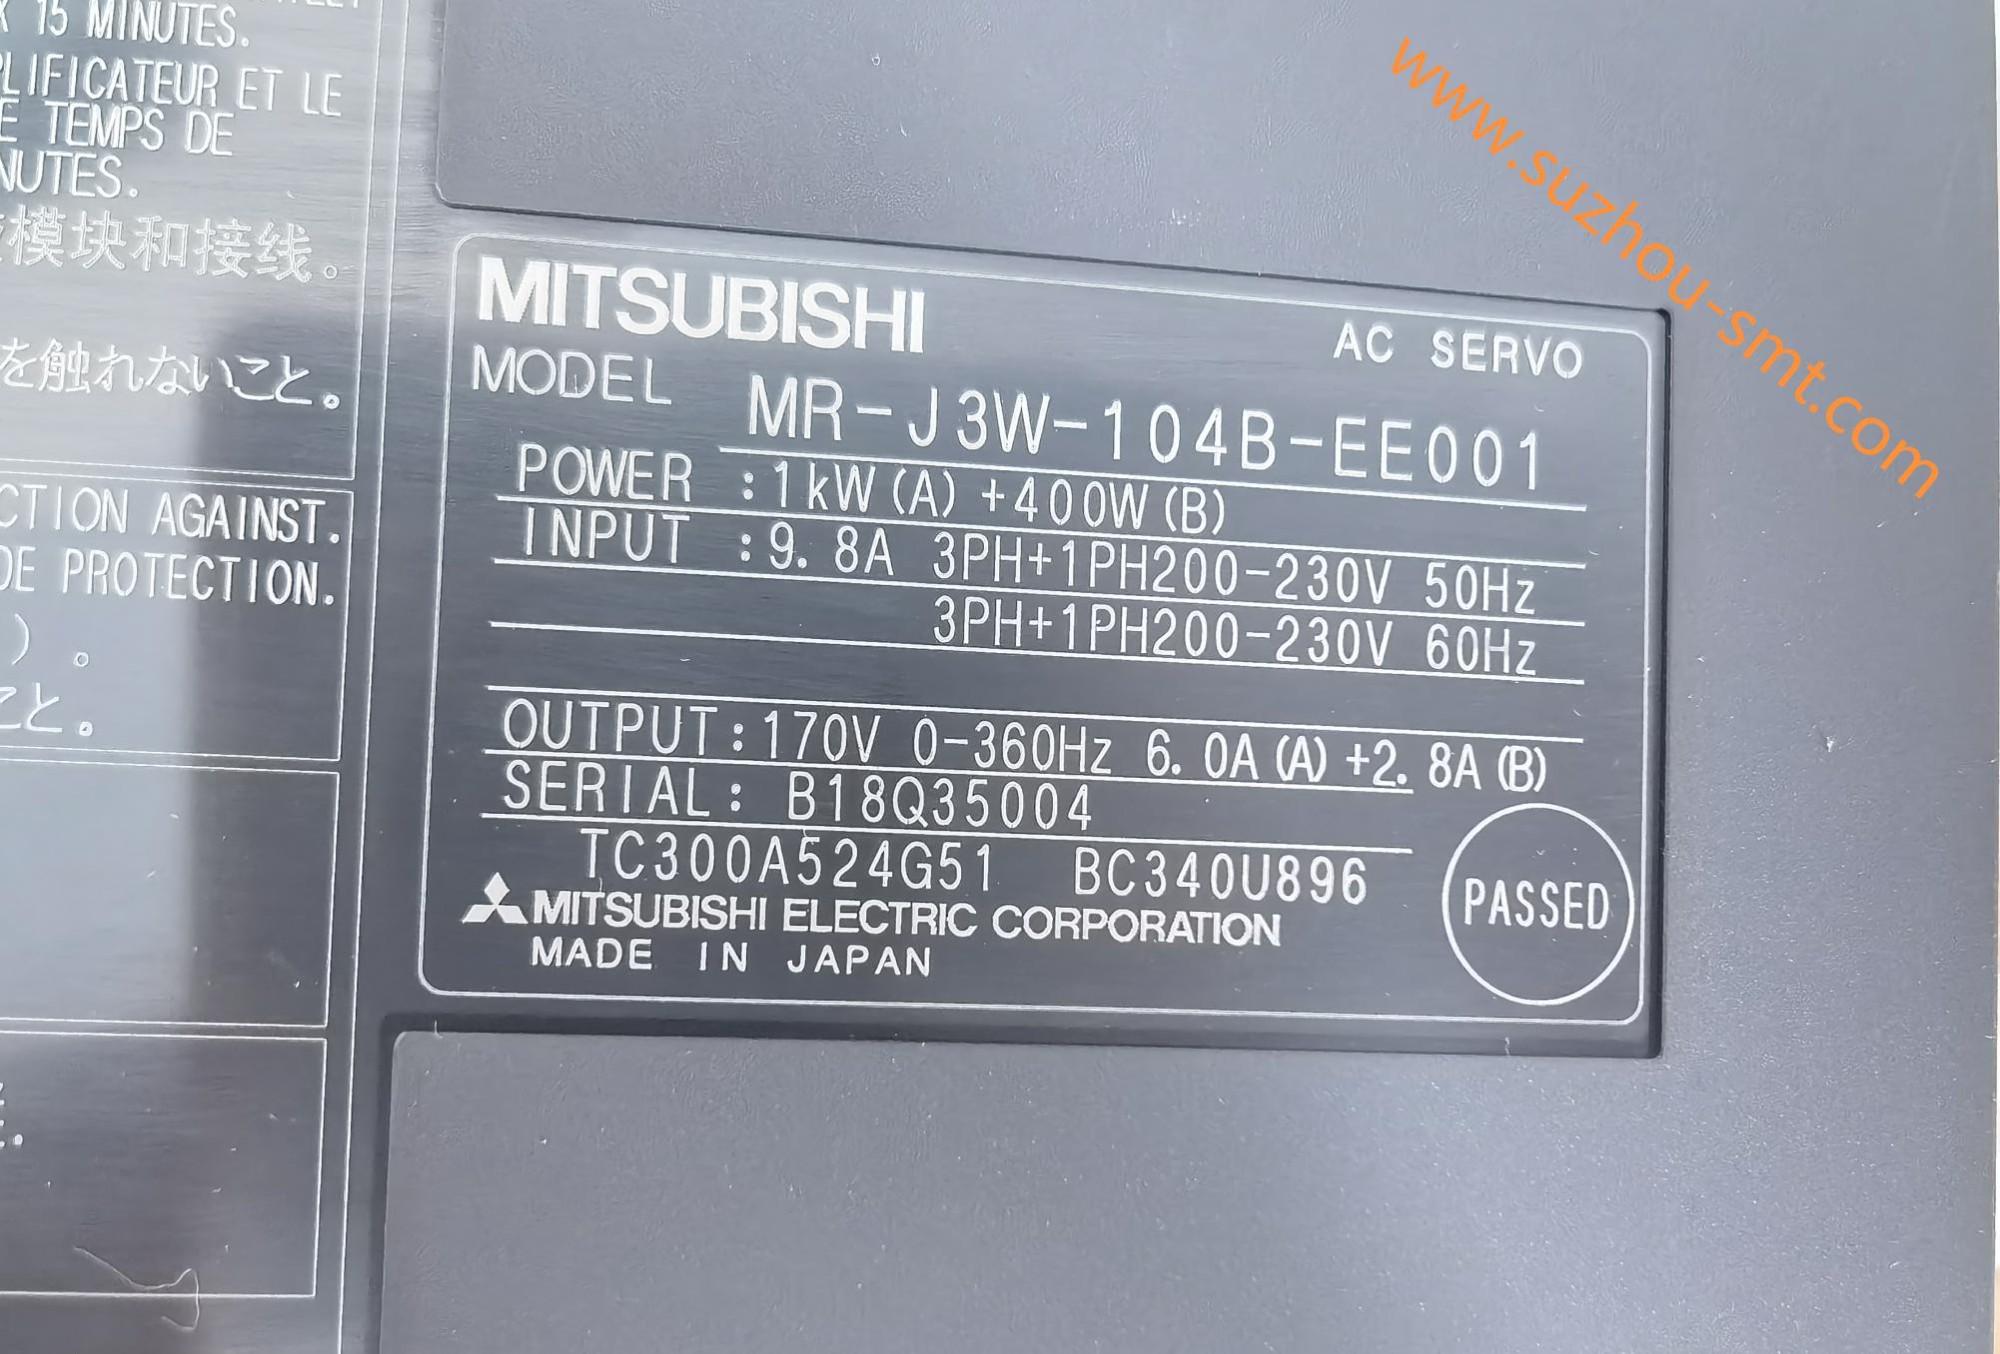 15 MINUTES.
ET LE
TEMPS DE
模块和接线。
を触れないこと。
AGAINST.
DE PROTECTION.
)。
こと。
MITSUBISHI
AC SERVO
MODEL MR-J3W-104B-EE001
POWER :1kW(A)+400W(B)
INPUT :9.8A 3PH+1PH200-230V 50Hz
3PH+1PH200-230V 60Hz
OUTPUT:170V 0-360Hz 6.0A(A)+2.8A(B)
SERIAL: B18Q35004
TC300A524G51 BC340U896
PASSED
MITSUBISHI ELECTRIC CORPORATION
MADE IN JAPAN
www.suzhou-smt.com